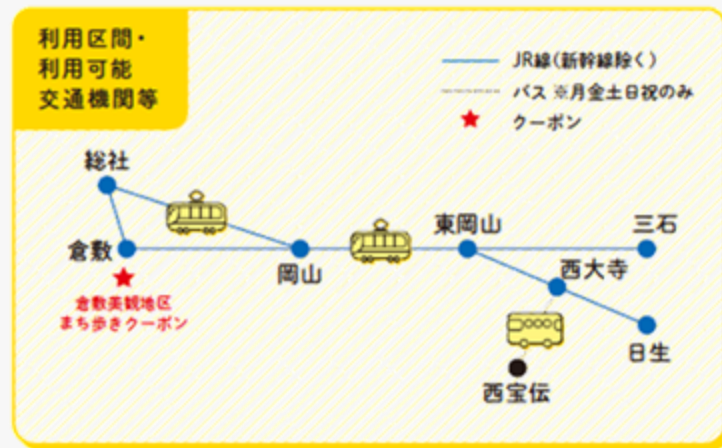 利用区間・
利用可能
交通機関等
JR線(新幹線除く)
バス ※月金土日祝のみ
クーポン
総社
倉敷
岡山
東岡山
三石
西大寺
日生
西宝伝
倉敷美観地区
まち歩きクーポン